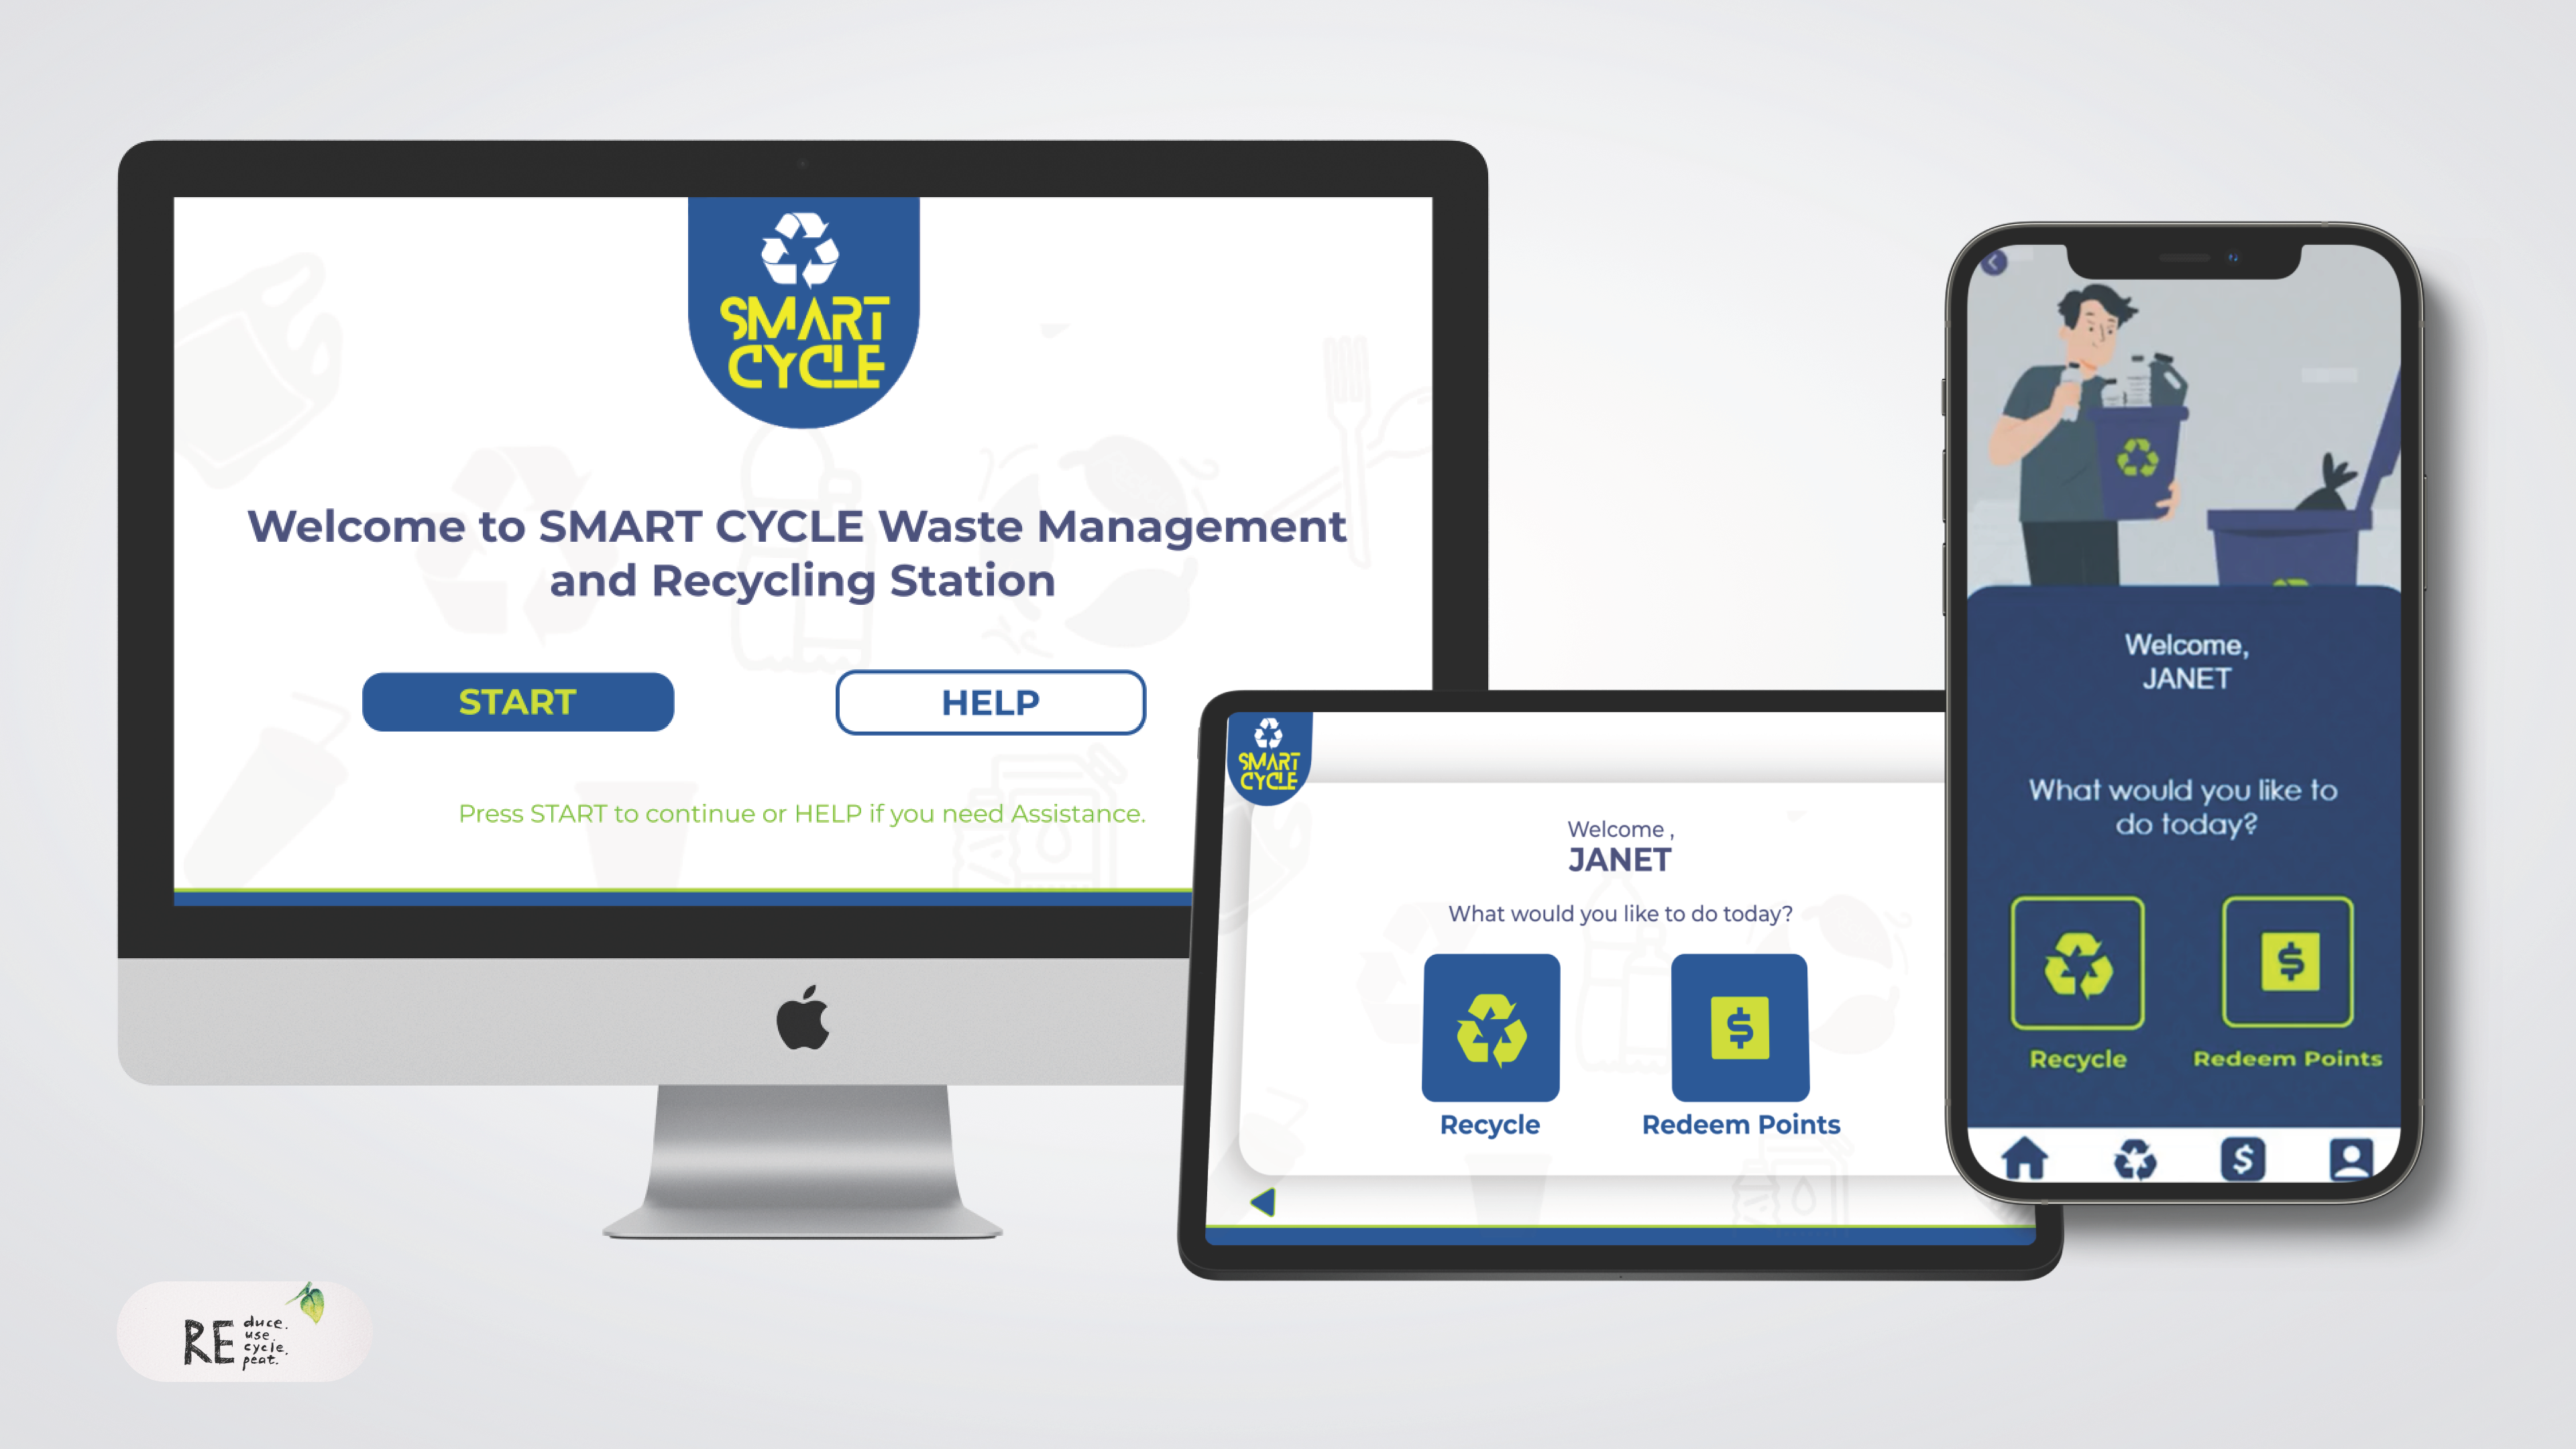 SMART
CYCLE
Welcome to SMART CYCLE Waste Management
and Recycling Station
START
HELP
Press START to continue or HELP if you need Assistance.
SMART
CYCLE
Welcome ,
JANET
What would you like to do today?
Recycle
Redeem Points
Welcome,
JANET
What would you like to
do today?
Recycle
Redeem Points
RE duce.
use.
cycle.
peat.